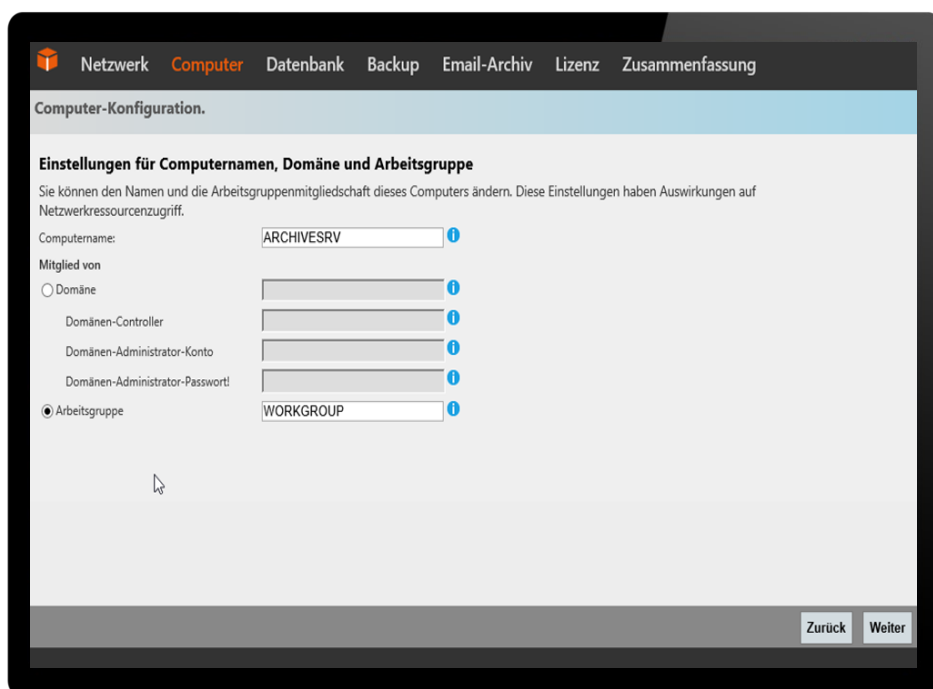 Netzwerk Computer Datenbank Backup Email-Archiv Lizenz Zusammenfassung
Computer-Konfiguration.
Einstellungen für Computernamen, Domäne und Arbeitsgruppe
Sie können den Namen und die Arbeitsgruppenmitgliedschaft dieses Computers ändern. Diese Einstellungen haben Auswirkungen auf
Netzwerkressourcenzugriff.
Computername: ARCHIVESRV
Mitglied von
Domäne
Domänen-Controller
Domänen-Administrator-Konto
Domänen-Administrator-Passwort!
Arbeitsgruppe WORKGROUP
Zurück Weiter